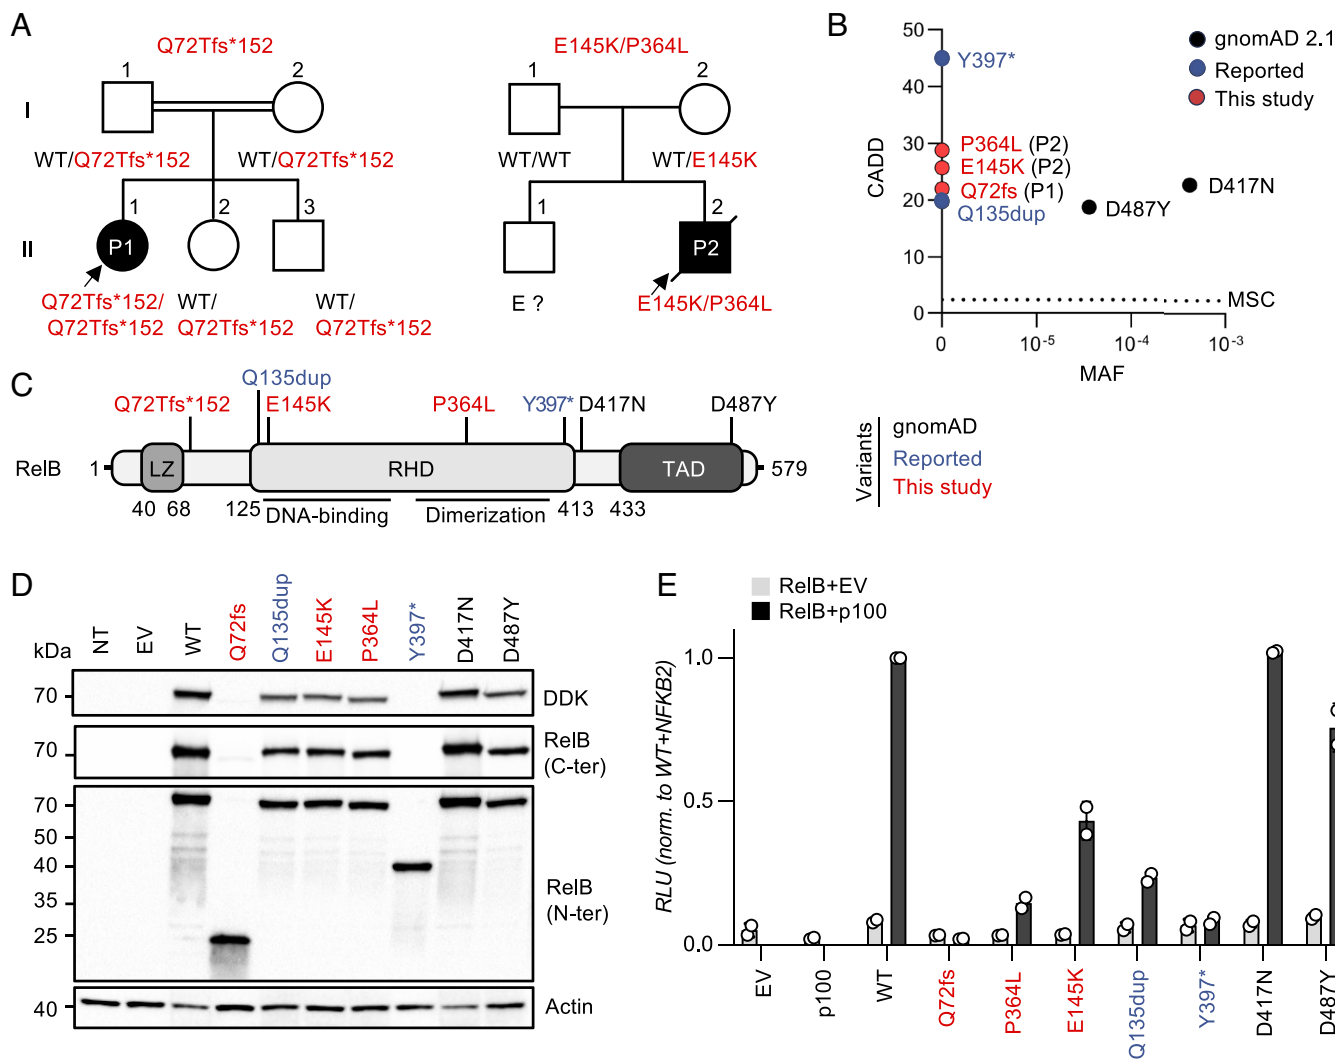 A
Q72Tfs*152
E145K/P364L
1
2
1
2
I
WT/Q72Tfs*152
WT/Q72Tfs*152
WT/WT
WT/E145K
1
2
3
1
2
II
P1
P2
Q72Tfs*152/
Q72Tfs*152
WT/
Q72Tfs*152
WT/
Q72Tfs*152
E ?
E145K/P364L
B
50
40
30
20
10
0
CADD
Y397*
P364L (P2)
E145K (P2)
Q72fs (P1)
Q135dup
D487Y
D417N
MSC
gnomAD 2.1
Reported
This study
0
10-5
10-4
10-3
MAF
C
Q135dup
Q72Tfs*152
E145K
P364L
Y397*
D417N
D487Y
RelB
1
LZ
RHD
TAD
579
40
68
125
DNA-binding
Dimerization
413
433
Variants
gnomAD
Reported
This study
D
kDa
NT
EV
WT
Q72fs
Q135dup
E145K
P364L
Y397*
D417N
D487Y
70
DDK
70
RelB
(C-ter)
70
50
40
35
25
RelB
(N-ter)
40
Actin
E
RelB+EV
RelB+p100
RLU (norm. to WT+NFKB2)
1.0
0.5
0.0
EV
p100
WT
Q72fs
P364L
E145K
Q135dup
Y397*
D417N
D487Y